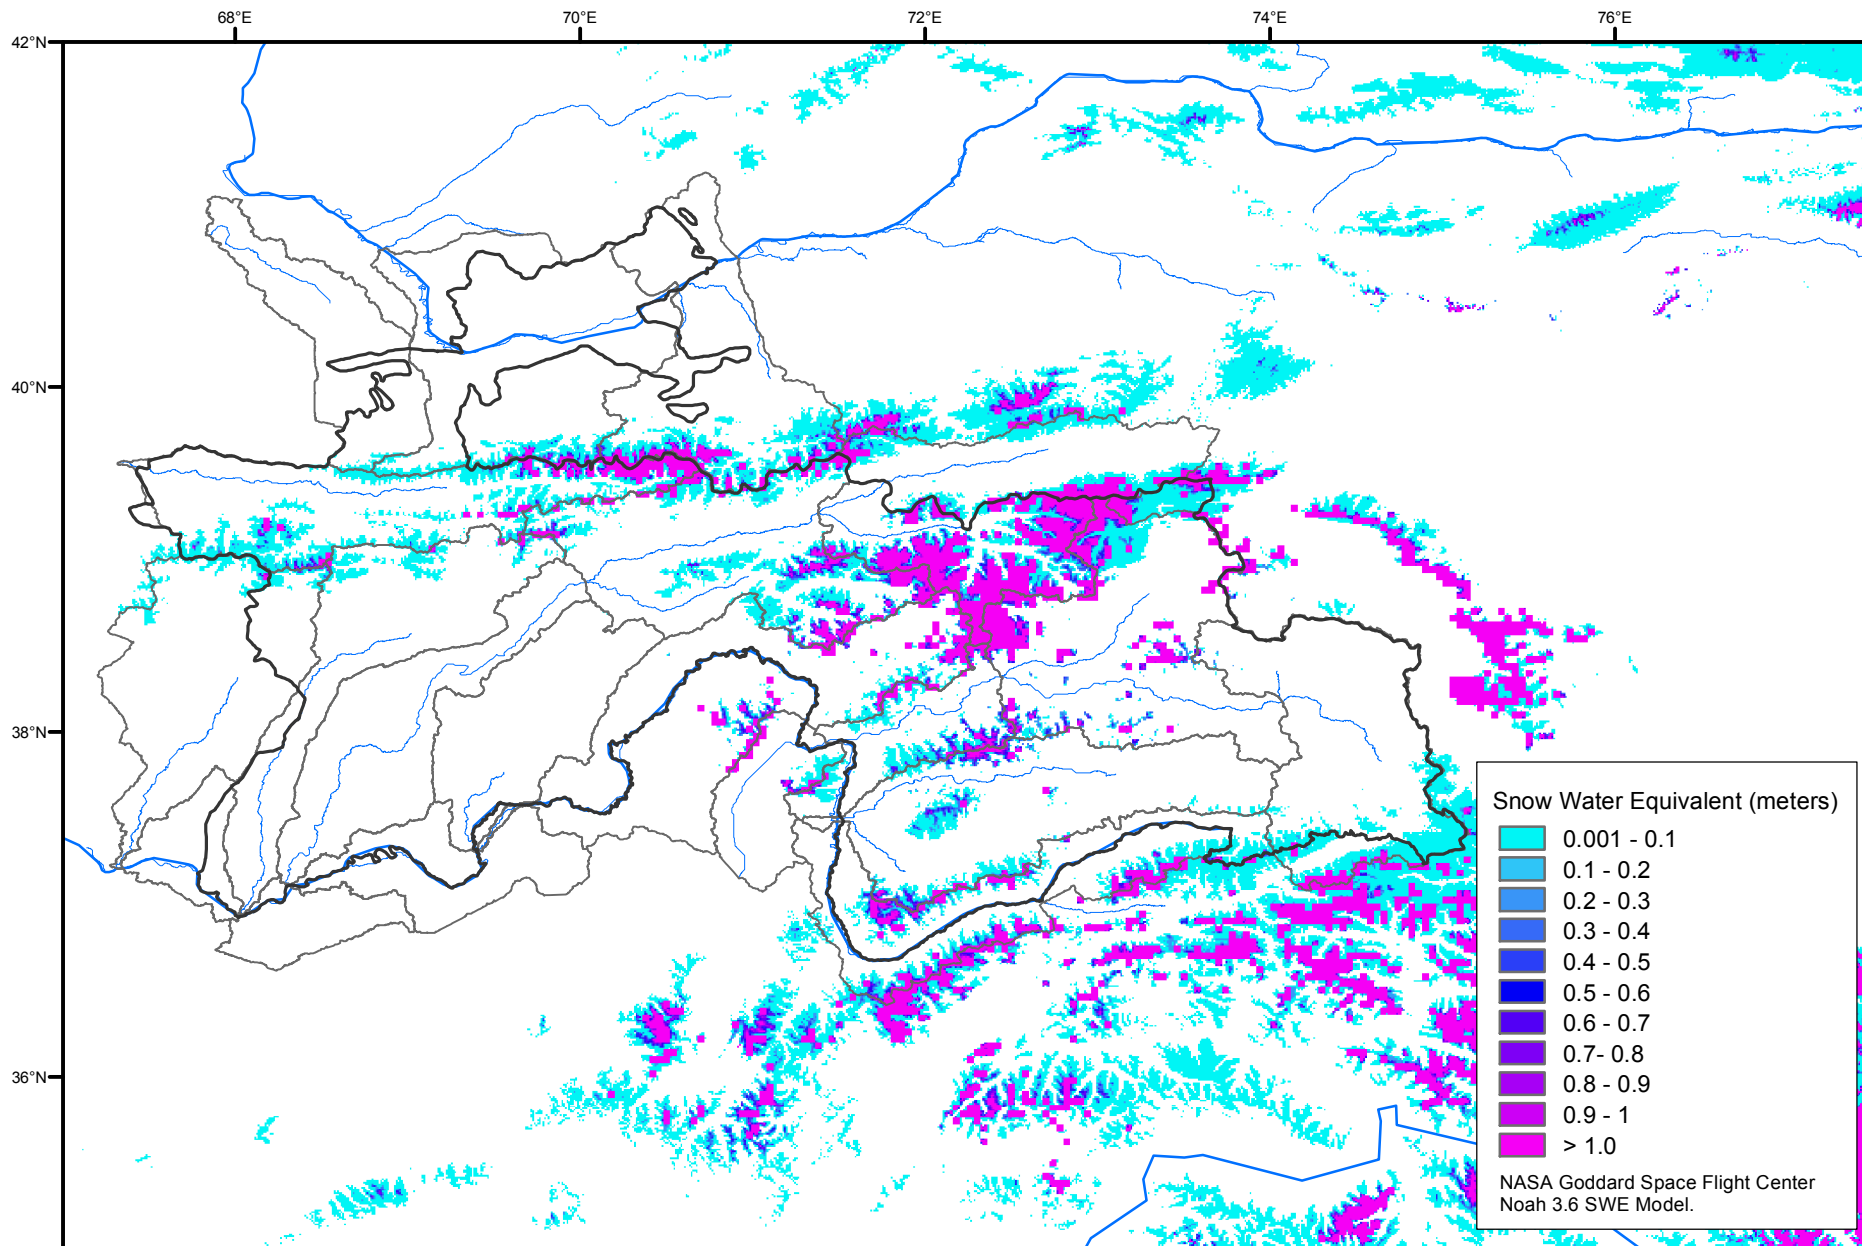 68°E
70°E
72°E
74°E
76°E
42°N
40°N
38°N
36°N
Snow Water Equivalent (meters)
0.001 - 0.1
0.1 - 0.2
0.2 - 0.3
0.3 - 0.4
0.4 - 0.5
0.5 - 0.6
0.6 - 0.7
0.7- 0.8
0.8 - 0.9
0.9 - 1
> 1.0
NASA Goddard Space Flight Center
Noah 3.6 SWE Model.